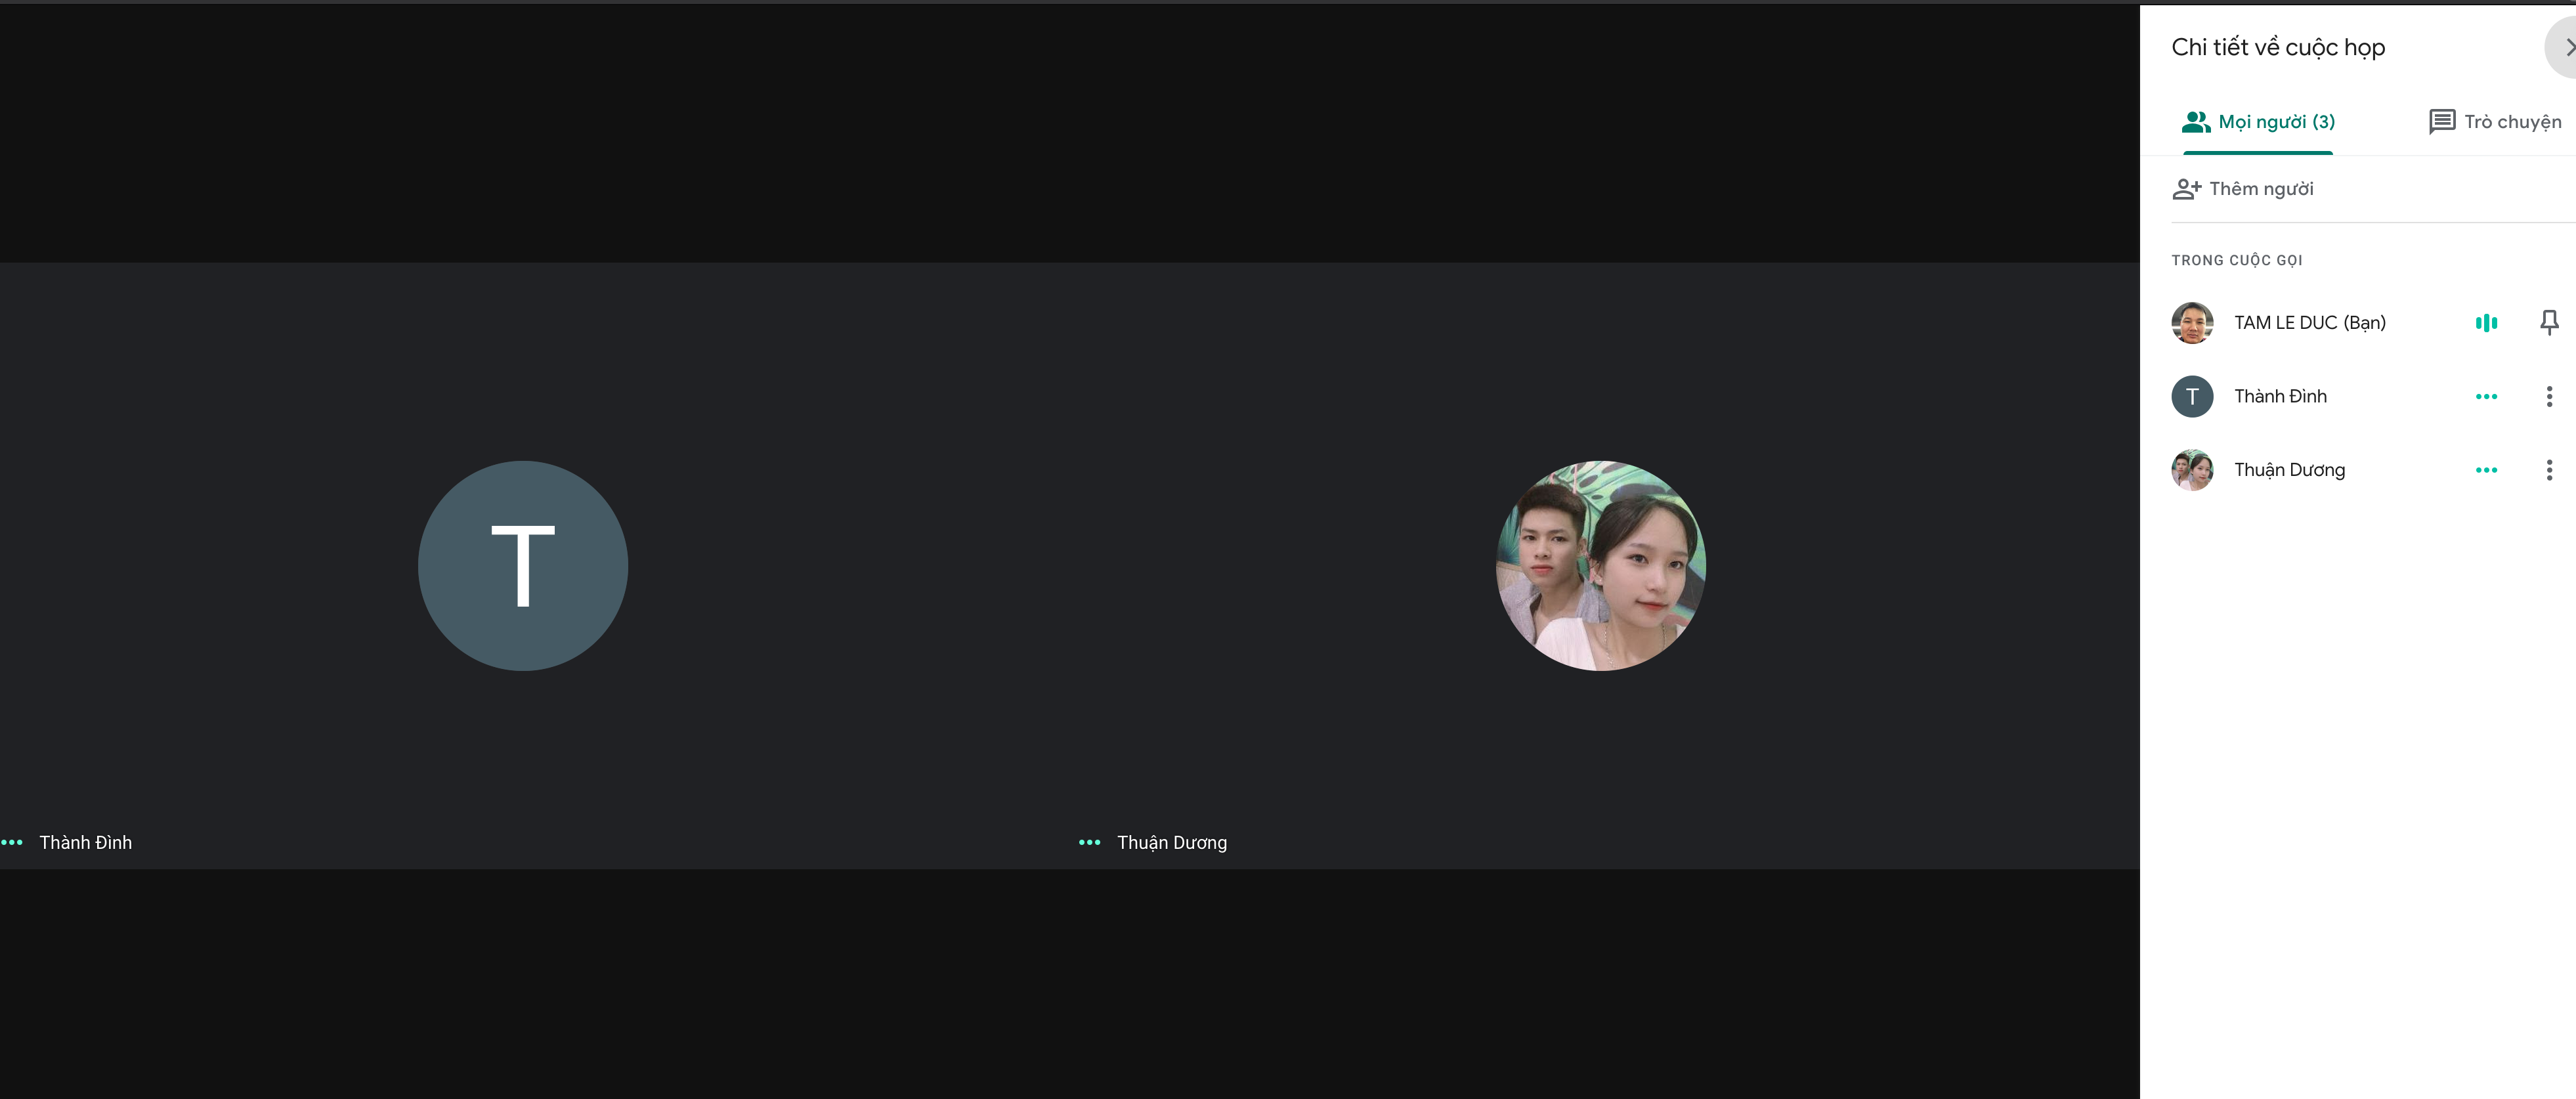 Chi tiết về cuộc họp
Mọi người (3)
Trò chuyện
Thêm người
TRONG CUỘC GỌI
TAM LE DUC (Bạn)
T
Thành Đình
Thuận Dương
T
Thành Đình
Thuận Dương